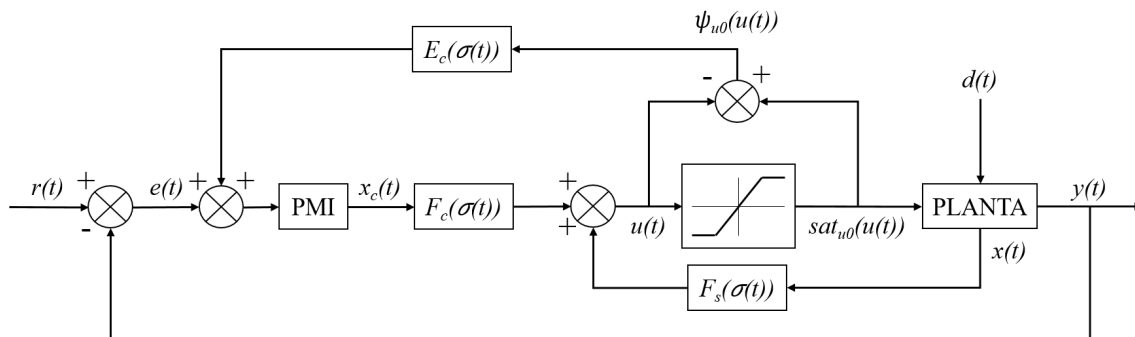 ψu0(u(t))
Ec(σ(t))
- +
d(t)
r(t) + e(t) + +
PMI xc(t) Fc(σ(t)) + PLANTA y(t)
- + u(t) satu0(u(t)) x(t)
Fs(σ(t))